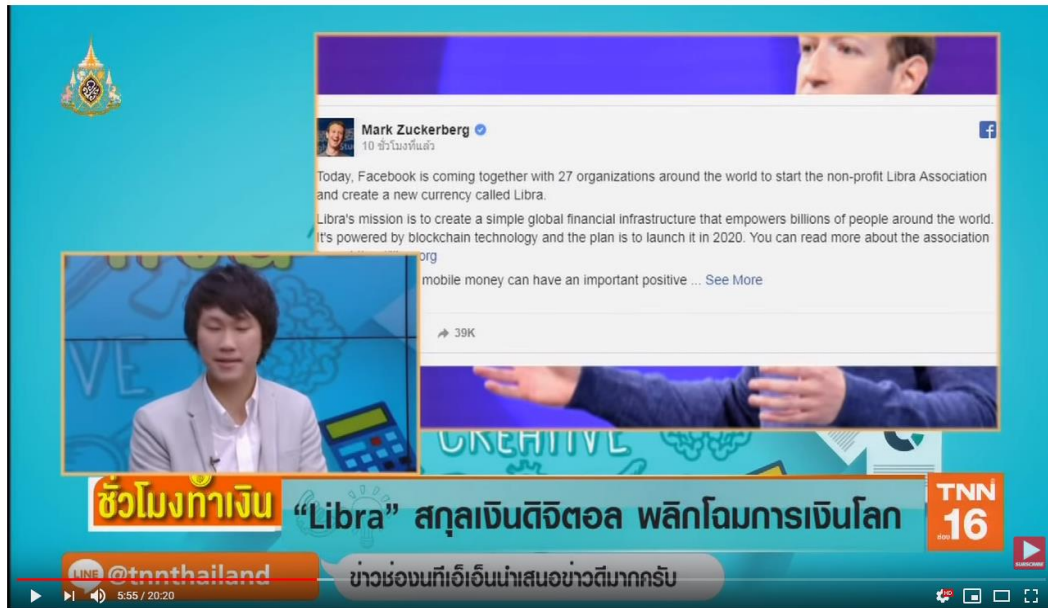 Mark Zuckerberg
10 ชั่วโมงที่แล้ว
Today, Facebook is coming together with 27 organizations around the world to start the non-profit Libra Association
and create a new currency called Libra.
Libra's mission is to create a simple global financial infrastructure that empowers billions of people around the world.
It's powered by blockchain technology and the plan is to launch it in 2020. You can read more about the association
org
mobile money can have an important positive ... See More
39K
CREATIVE
ชั่วโมงทำเงิน
“Libra” สกุลเงินดิจิตอล พลิกโฉมการเงินโลก
TNN
ช่อง 16
LINE @tnnthailand
ข่าวช่องนทีเอ็เอ็นนำเสนอข่าวดีมากครับ
SUBSCRIBE
5:55 / 20:20
HD